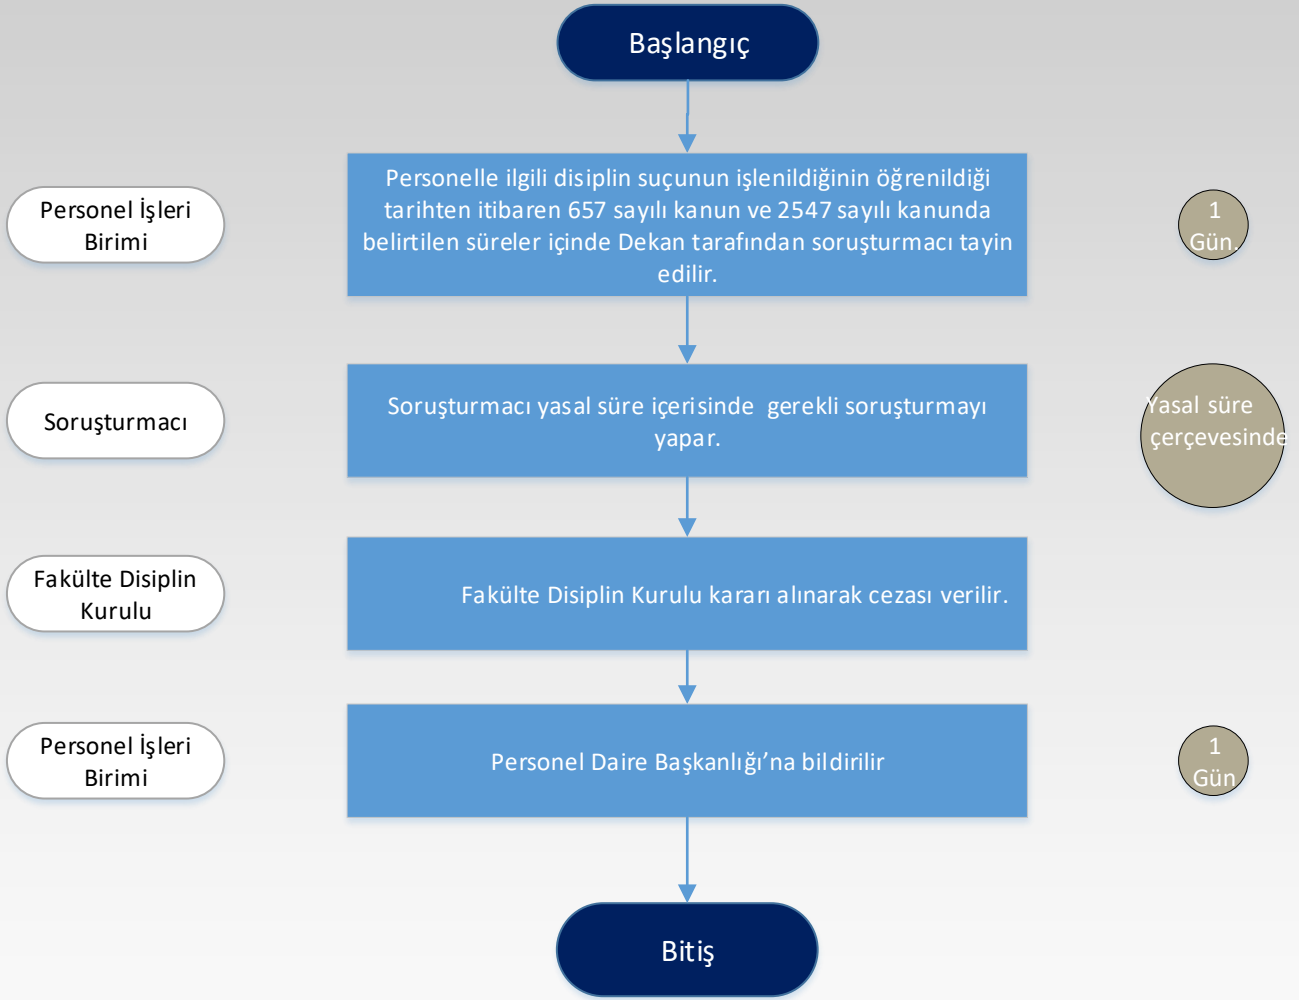 Başlangıç
Personel İşleri
Birimi
Personelle ilgili disiplin suçunun işlenildiğinin öğrenildiği
tarihten itibaren 657 sayılı kanun ve 2547 sayılı kanunda
belirtilen süreler içinde Dekan tarafından soruşturmacı tayin
edilir.
1
Gün.
Soruşturmacı
Soruşturmacı yasal süre içerisinde  gerekli soruşturmayı
yapar.
Yasal süre
çerçevesinde
Fakülte Disiplin
Kurulu
Fakülte Disiplin Kurulu kararı alınarak cezası verilir.
Personel İşleri
Birimi
Personel Daire Başkanlığı’na bildirilir
1
Gün
Bitiş